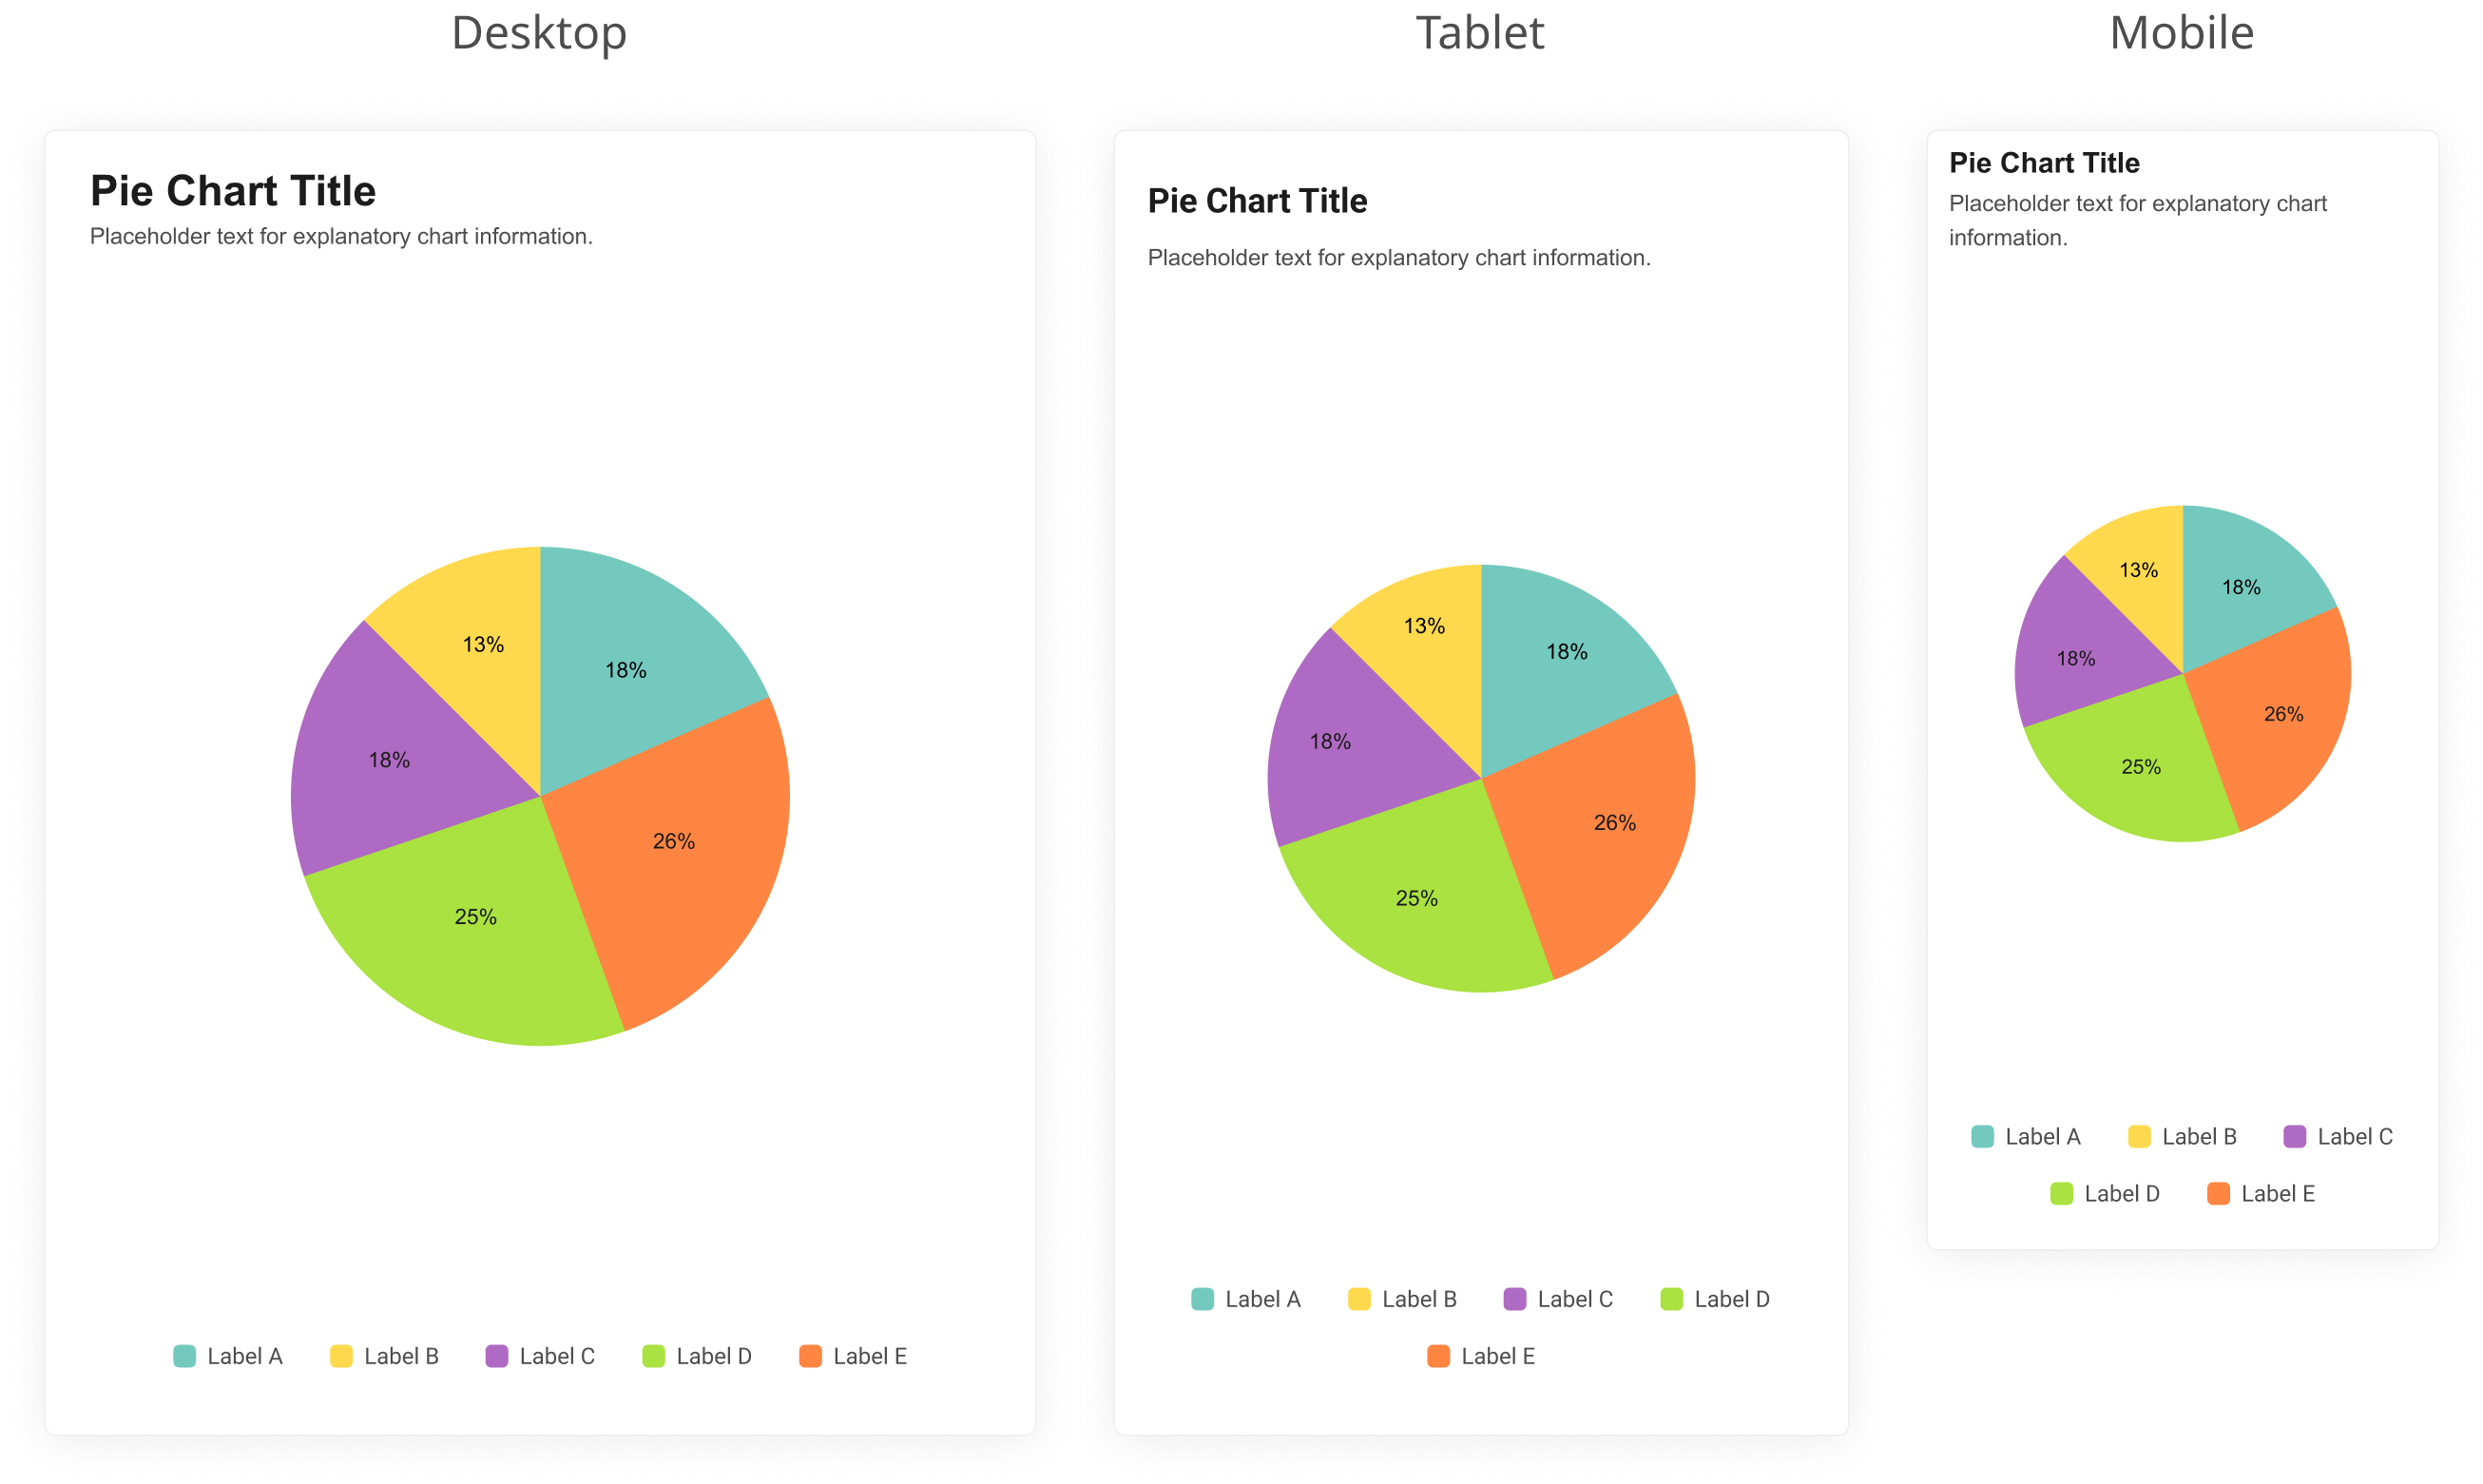 Desktop
Pie Chart Title
Placeholder text for explanatory chart information.
13%
18%
18%
26%
25%
Label A
Label B
Label C
Label D
Label E
Tablet
Pie Chart Title
Placeholder text for explanatory chart information.
13%
18%
18%
26%
25%
Label A
Label B
Label C
Label D
Label E
Mobile
Pie Chart Title
Placeholder text for explanatory chart
information.
13%
18%
18%
26%
25%
Label A
Label B
Label C
Label D
Label E